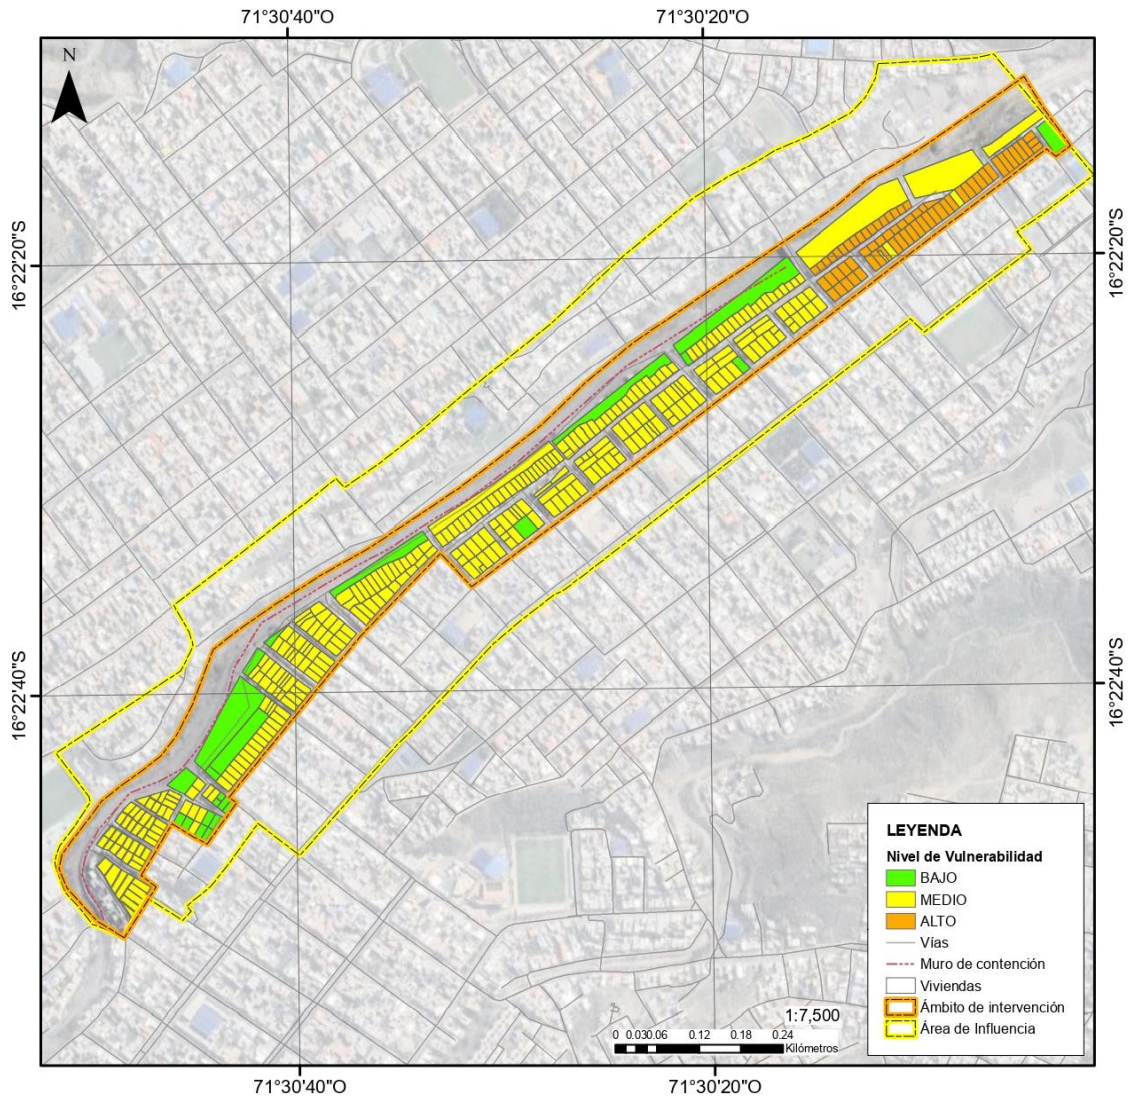 71°30'40"O
71°30'20"O
N
16°22'20"S
16°22'20"S
16°22'40"S
16°22'40"S
LEYENDA
Nivel de Vulnerabilidad
BAJO
MEDIO
ALTO
Vías
Muro de contención
Viviendas
Ámbito de intervención
Área de Influencia
1:7,500
0 0.030.06 0.12 0.18 0.24
Kilómetros
71°30'40"O
71°30'20"O